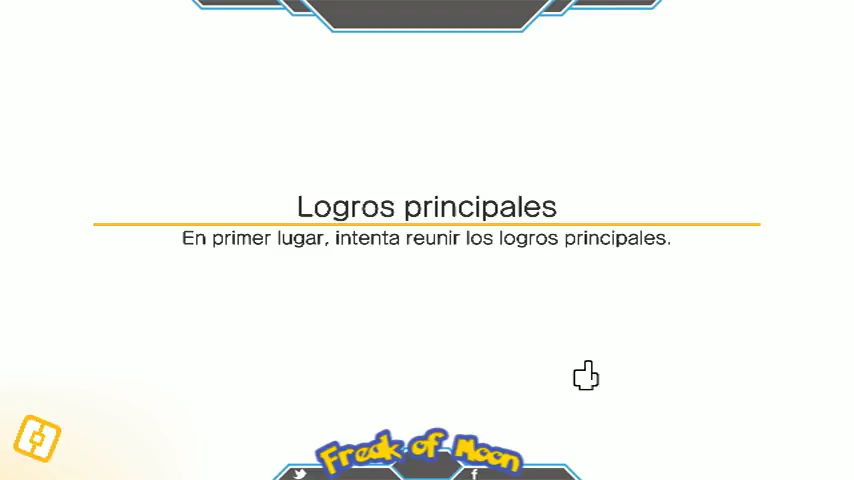 Logros principales
En primer lugar, intenta reunir los logros principales.
Freak of Moon